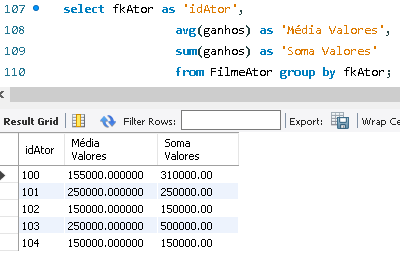 107 select fkAtor as 'idAtor',
108 avg(ganhos) as 'Média Valores',
109 sum(ganhos) as 'Soma Valores'
110 from FilmeAtor group by fkAtor;
Result Grid Filter Rows: Export: Wrap Ce
idAtor Média Valores Soma Valores
100 155000.000000 310000.00
101 250000.000000 250000.00
102 150000.000000 150000.00
103 250000.000000 500000.00
104 150000.000000 150000.00